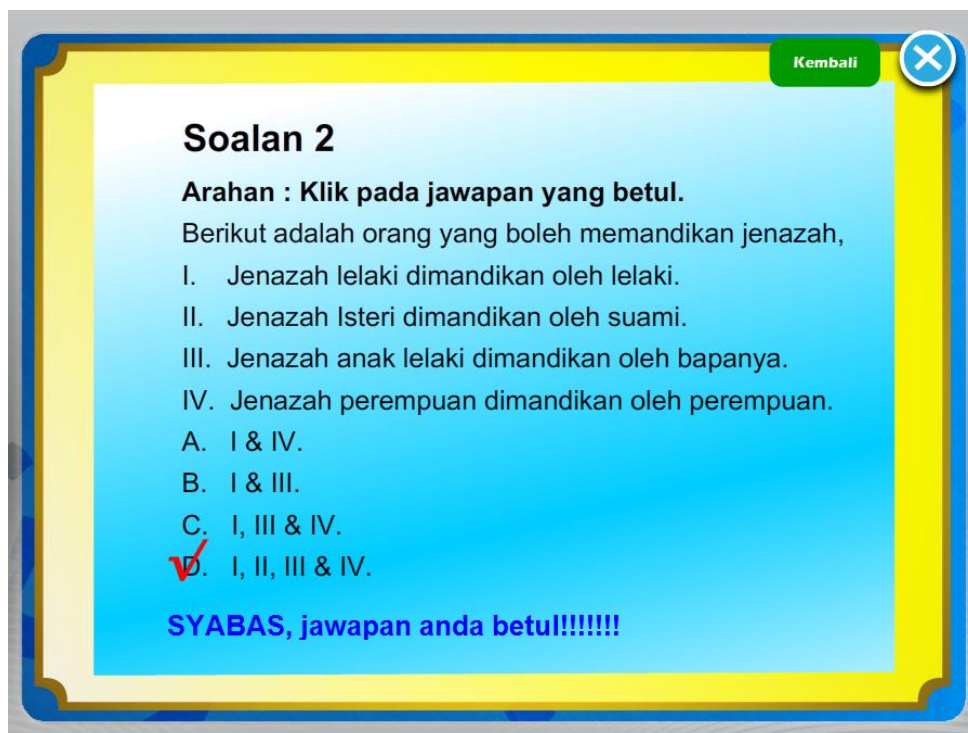 Kembali
Soalan 2
Arahan : Klik pada jawapan yang betul.
Berikut adalah orang yang boleh memandikan jenazah,
I. Jenazah lelaki dimandikan oleh lelaki.
II. Jenazah Isteri dimandikan oleh suami.
III. Jenazah anak lelaki dimandikan oleh bapanya.
IV. Jenazah perempuan dimandikan oleh perempuan.
A. I & IV.
B. I & III.
C. I, III & IV.
D. I, II, III & IV.
SYABAS, jawapan anda betul!!!!!!!